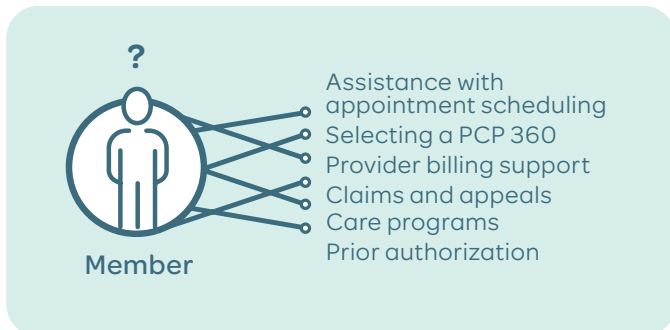 ?
Assistance with
appointment scheduling
Selecting a PCP 360
Provider billing support
Claims and appeals
Care programs
Prior authorization
Member